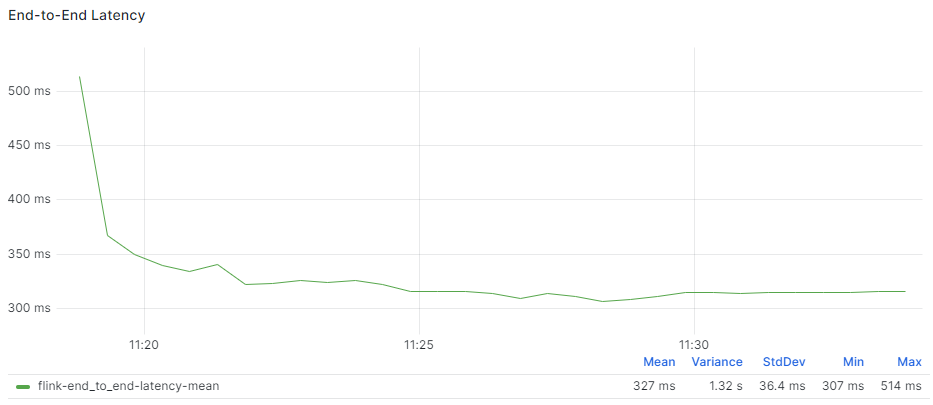 End-to-End Latency
500 ms
450 ms
400 ms
350 ms
300 ms
11:20 11:25 11:30
Mean Variance StdDev Min Max
flink-end_to_end-latency-mean 327 ms 1.32 s 36.4 ms 307 ms 514 ms